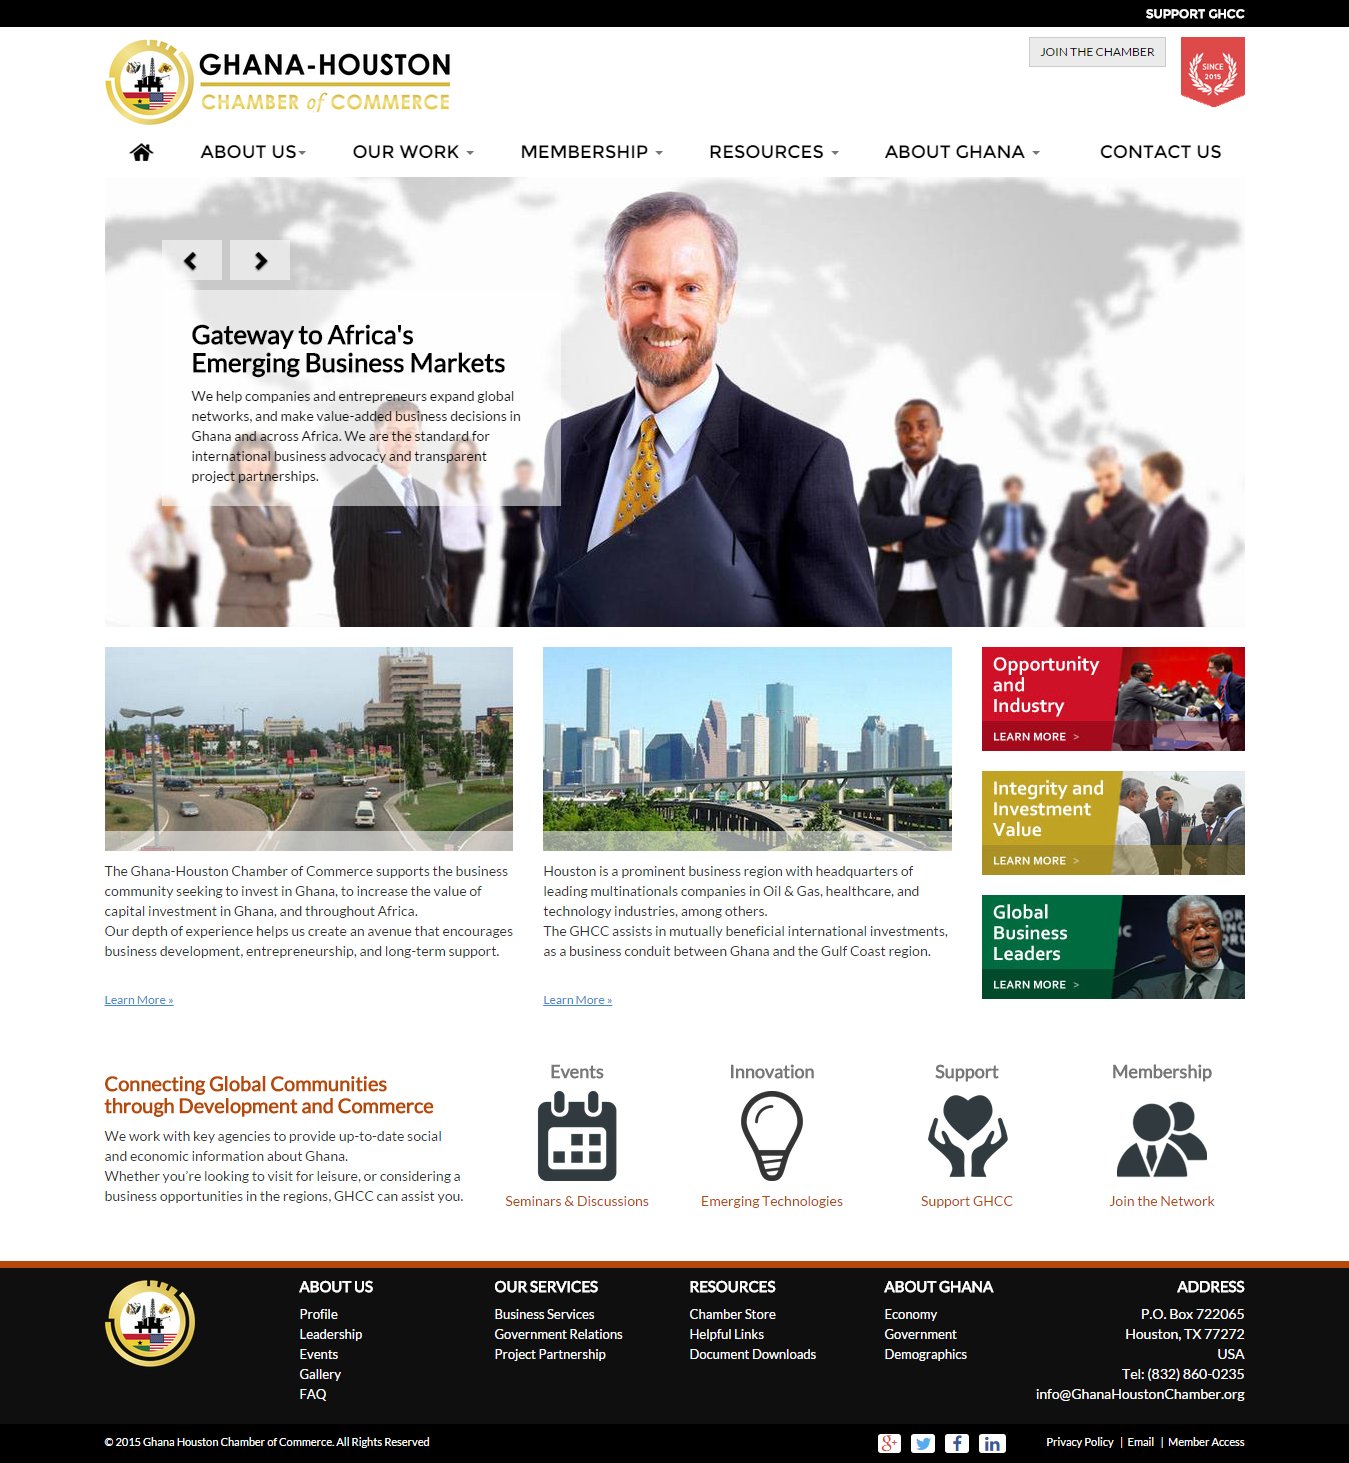 SUPPORT GHCC
GHANA-HOUSTON
CHAMBER of COMMERCE
JOIN THE CHAMBER
SINCE
2015
ABOUT US
OUR WORK
MEMBERSHIP
RESOURCES
ABOUT GHANA
CONTACT US
Gateway to Africa's
Emerging Business Markets
We help companies and entrepreneurs expand global
networks, and make value-added business decisions in
Ghana and across Africa. We are the standard for
international business advocacy and transparent
project partnerships.
The Ghana-Houston Chamber of Commerce supports the business
community seeking to invest in Ghana, to increase the value of
capital investment in Ghana, and throughout Africa.
Our depth of experience helps us create an avenue that encourages
business development, entrepreneurship, and long-term support.
Learn More »
Houston is a prominent business region with headquarters of
leading multinationals companies in Oil & Gas, healthcare, and
technology industries, among others.
The GHCC assists in mutually beneficial international investments,
as a business conduit between Ghana and the Gulf Coast region.
Learn More »
Opportunity
and
Industry
LEARN MORE >
Integrity and
Investment
Value
LEARN MORE >
Global
Business
Leaders
LEARN MORE >
Connecting Global Communities
through Development and Commerce
We work with key agencies to provide up-to-date social
and economic information about Ghana.
Whether you're looking to visit for leisure, or considering a
business opportunities in the regions, GHCC can assist you.
Events
Seminars & Discussions
Innovation
Emerging Technologies
Support
Support GHCC
Membership
Join the Network
ABOUT US
Profile
Leadership
Events
Gallery
FAQ
OUR SERVICES
Business Services
Government Relations
Project Partnership
RESOURCES
Chamber Store
Helpful Links
Document Downloads
ABOUT GHANA
Economy
Government
Demographics
ADDRESS
P.O. Box 722065
Houston, TX 77272
USA
Tel: (832) 860-0235
info@GhanaHoustonChamber.org
© 2015 Ghana Houston Chamber of Commerce. All Rights Reserved
Privacy Policy | Email | Member Access